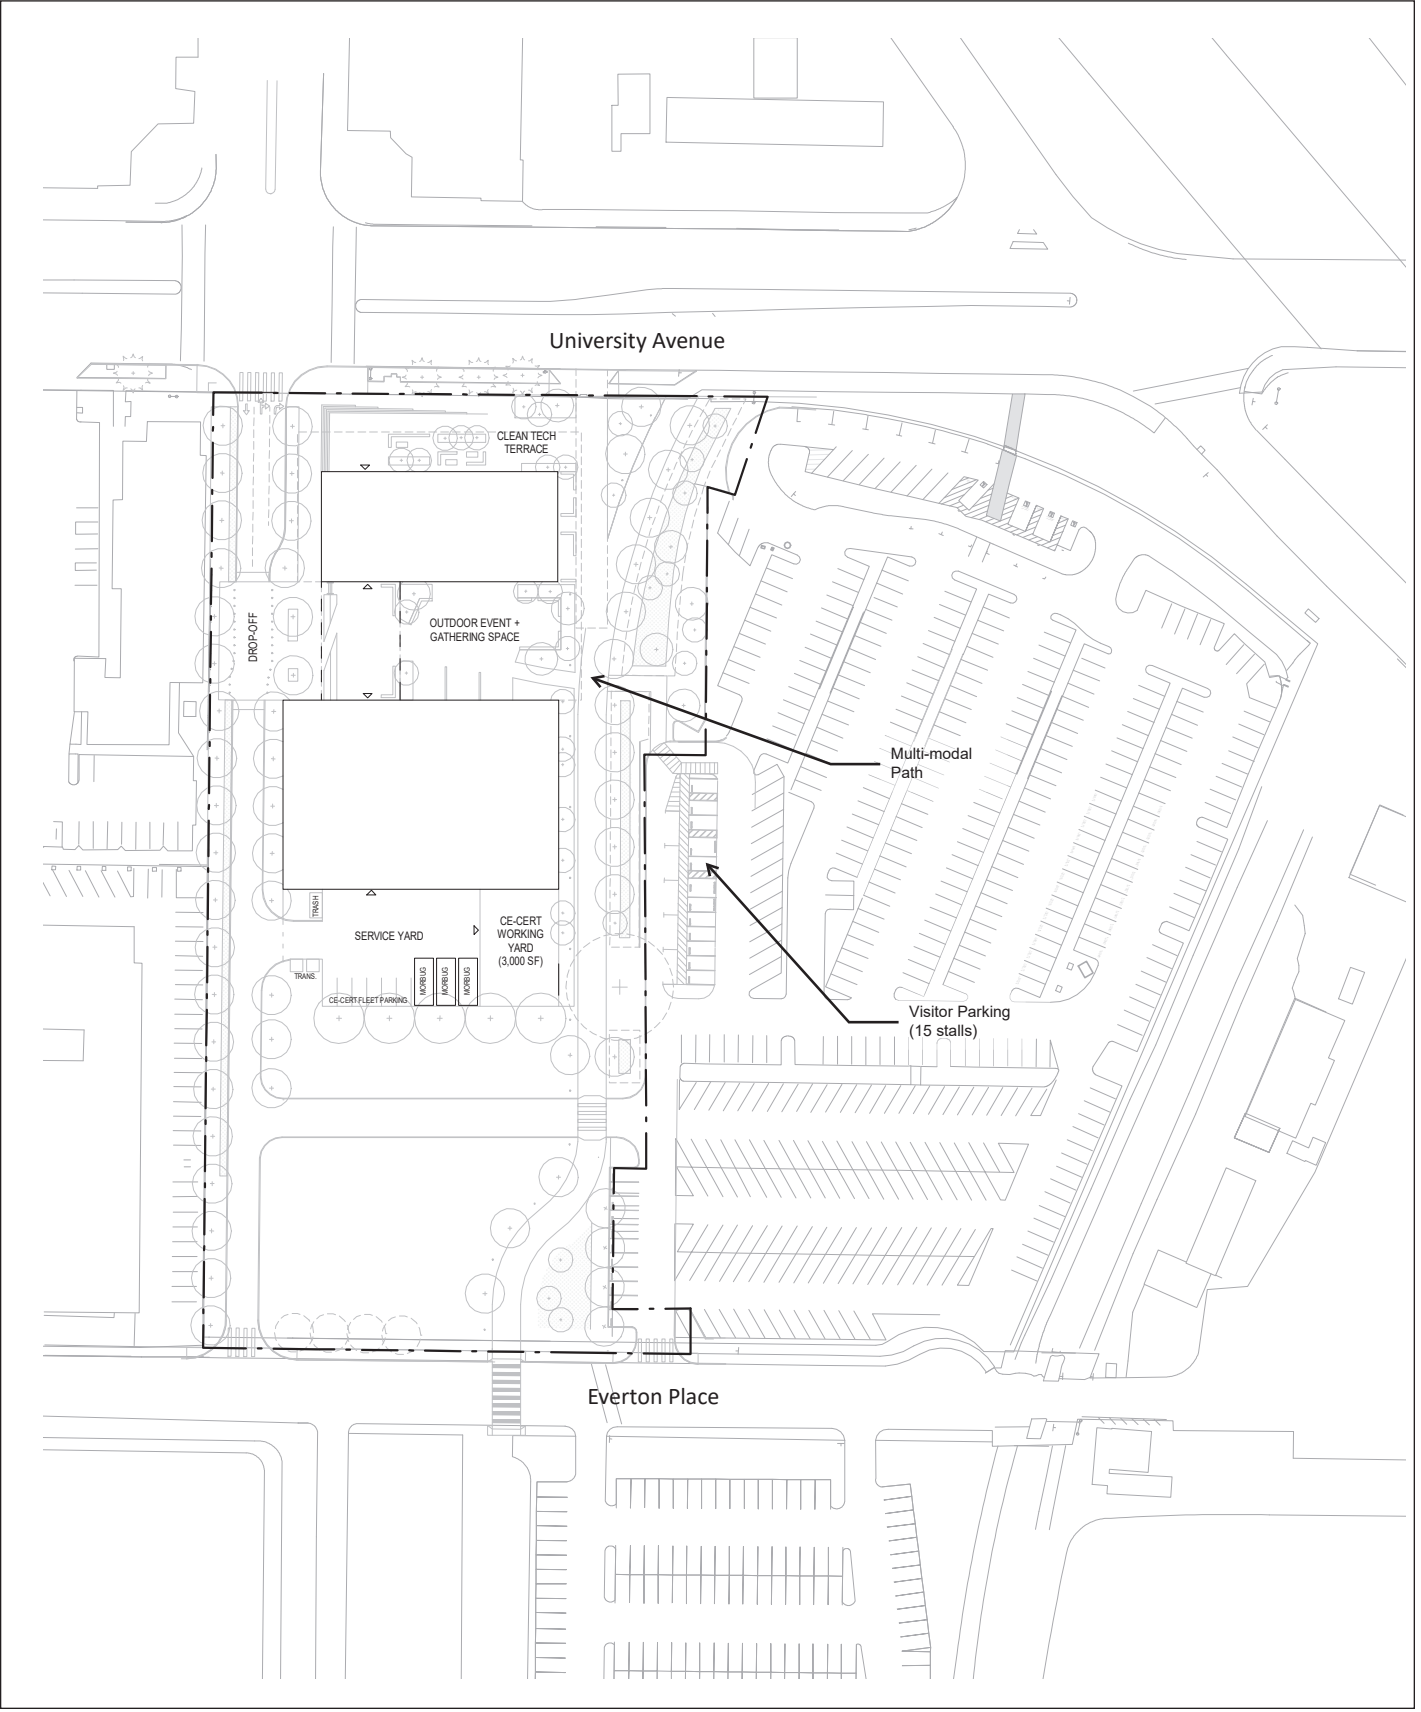 University Avenue
CLEAN TECH
TERRACE
DROP-OFF
OUTDOOR EVENT +
GATHERING SPACE
Multi-modal
Path
TRASH
SERVICE YARD
CE-CERT
WORKING
YARD
(3,000 SF)
TRANS.
MORBUG
MORBUG
MORBUG
CE-CERT FLEET PARKING
Visitor Parking
(15 stalls)
Everton Place